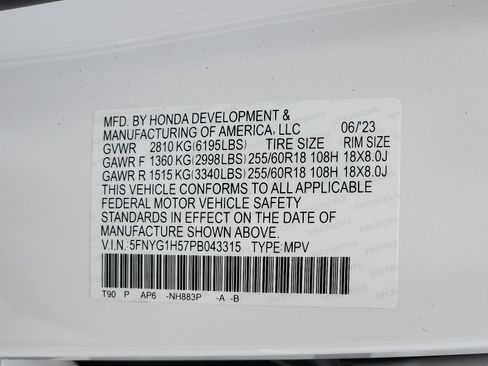 MFD. BY HONDA DEVELOPMENT &
MANUFACTURING OF AMERICA, LLC 06/'23
GVWR 2810 KG(6195LBS) TIRE SIZE RIM SIZE
GAWR F 1360 KG(2998LBS) 255/60R18 108H 18X8.0J
GAWR R 1515 KG(3340LBS) 255/60R18 108H 18X8.0J
THIS VEHICLE CONFORMS TO ALL APPLICABLE
FEDERAL MOTOR VEHICLE SAFETY
STANDARDS IN EFFECT ON THE DATE OF
MANUFACTURE SHOWN ABOVE.
V.I.N: 5FNYG1H57PB043315 TYPE: MPV
T90 P AP6 -NH883P -A -B